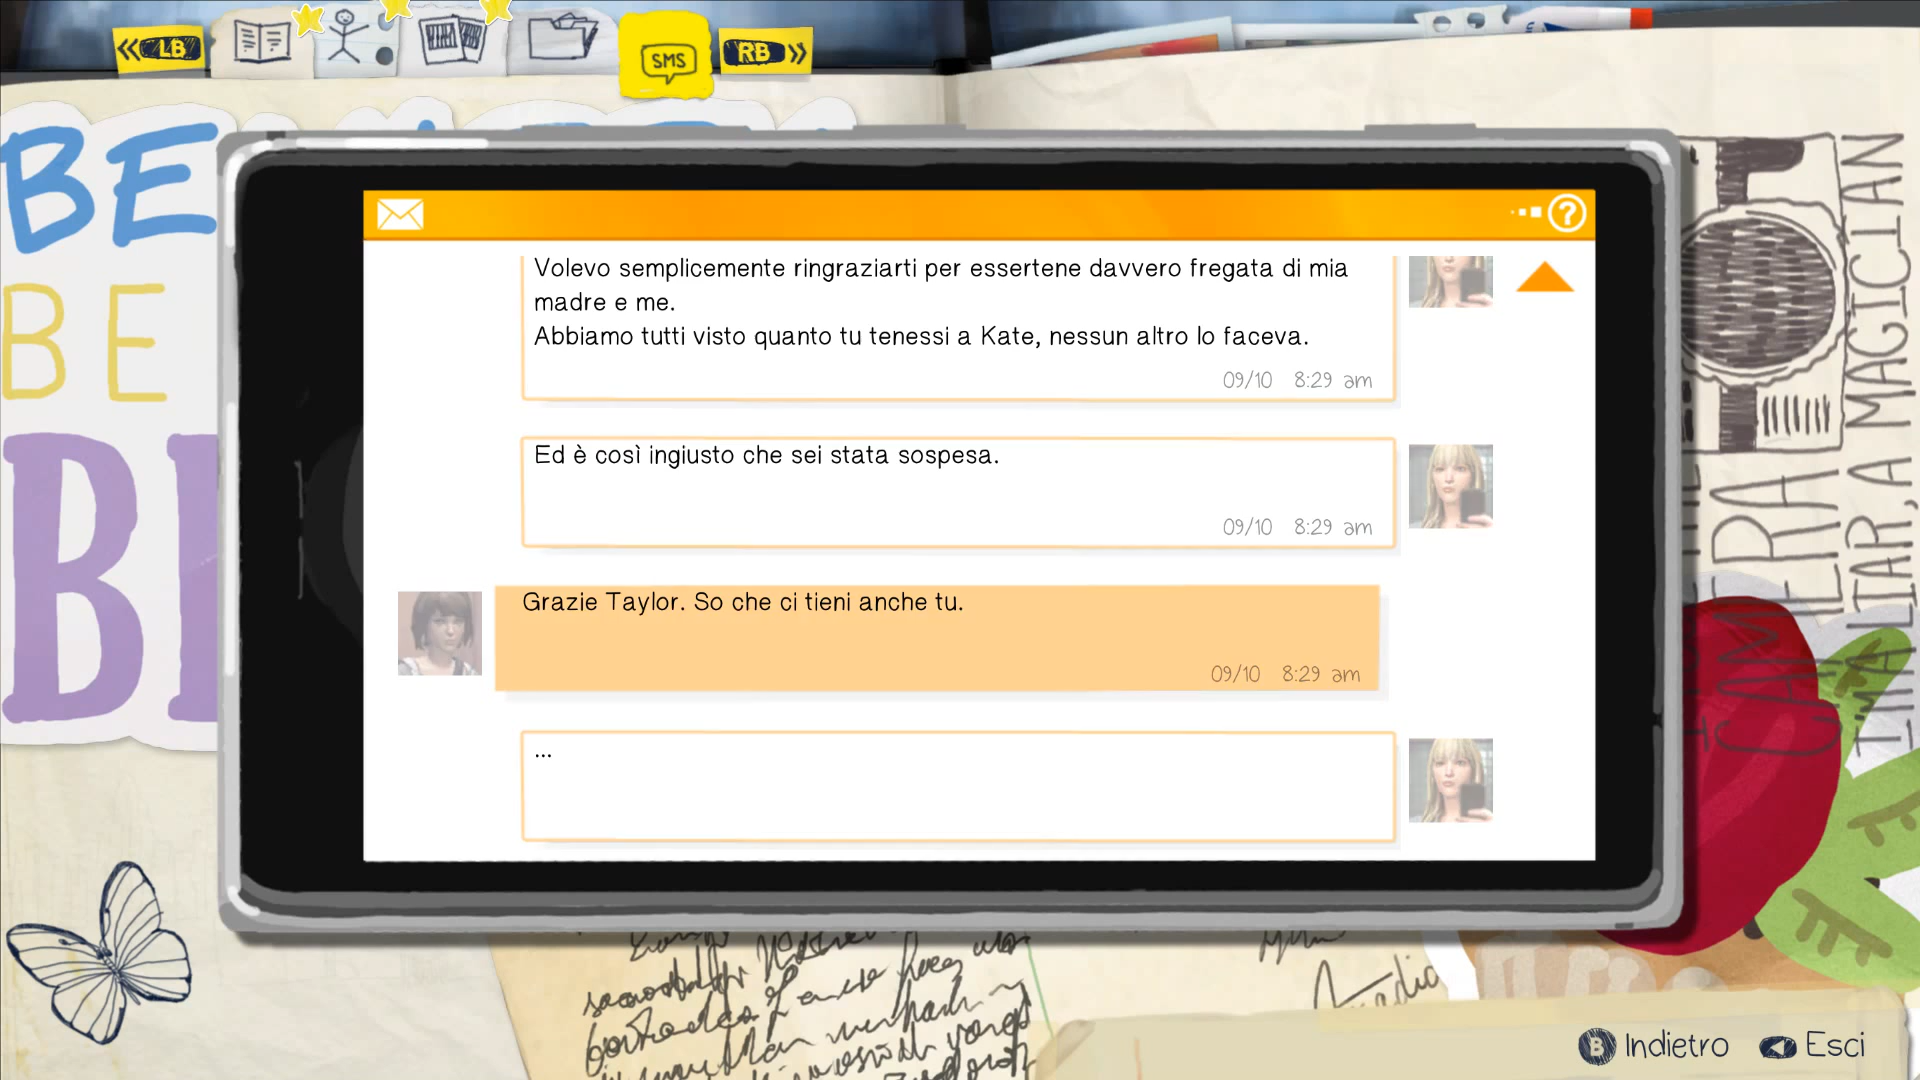 LB
SMS
RB
BE
BE
Volevo semplicemente ringraziarti per essertene davvero fregata di mia
madre e me.
Abbiamo tutti visto quanto tu tenessi a Kate, nessun altro lo faceva.
09/10 8:29 am
Ed è così ingiusto che sei stata sospesa.
09/10 8:29 am
Grazie Taylor. So che ci tieni anche tu.
09/10 8:29 am
...
CAMERA
LIAR, A MAGICIAN
B Indietro
Esci